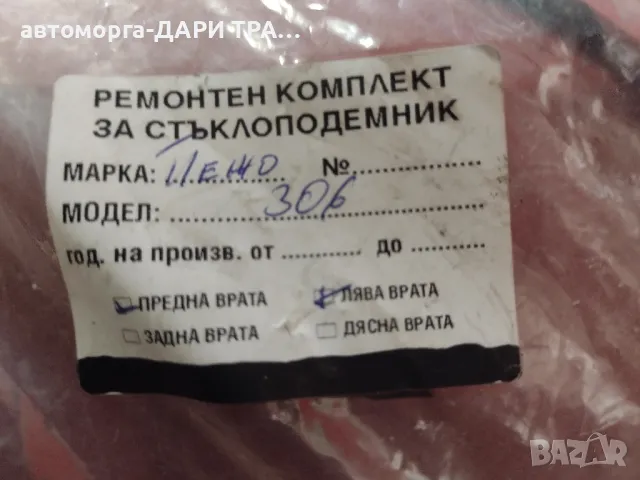 автоморга-ДАРИ ТРА...
РЕМОНТЕН КОМПЛЕКТ
ЗА СТЪКЛОПОДЕМНИК
МАРКА: Пежо №..................
МОДЕЛ: ........306..................
год. на произв. от ............ до ............
ПРЕДНА ВРАТА ЛЯВА ВРАТА
ЗАДНА ВРАТА ДЯСНА ВРАТА
BAZAR